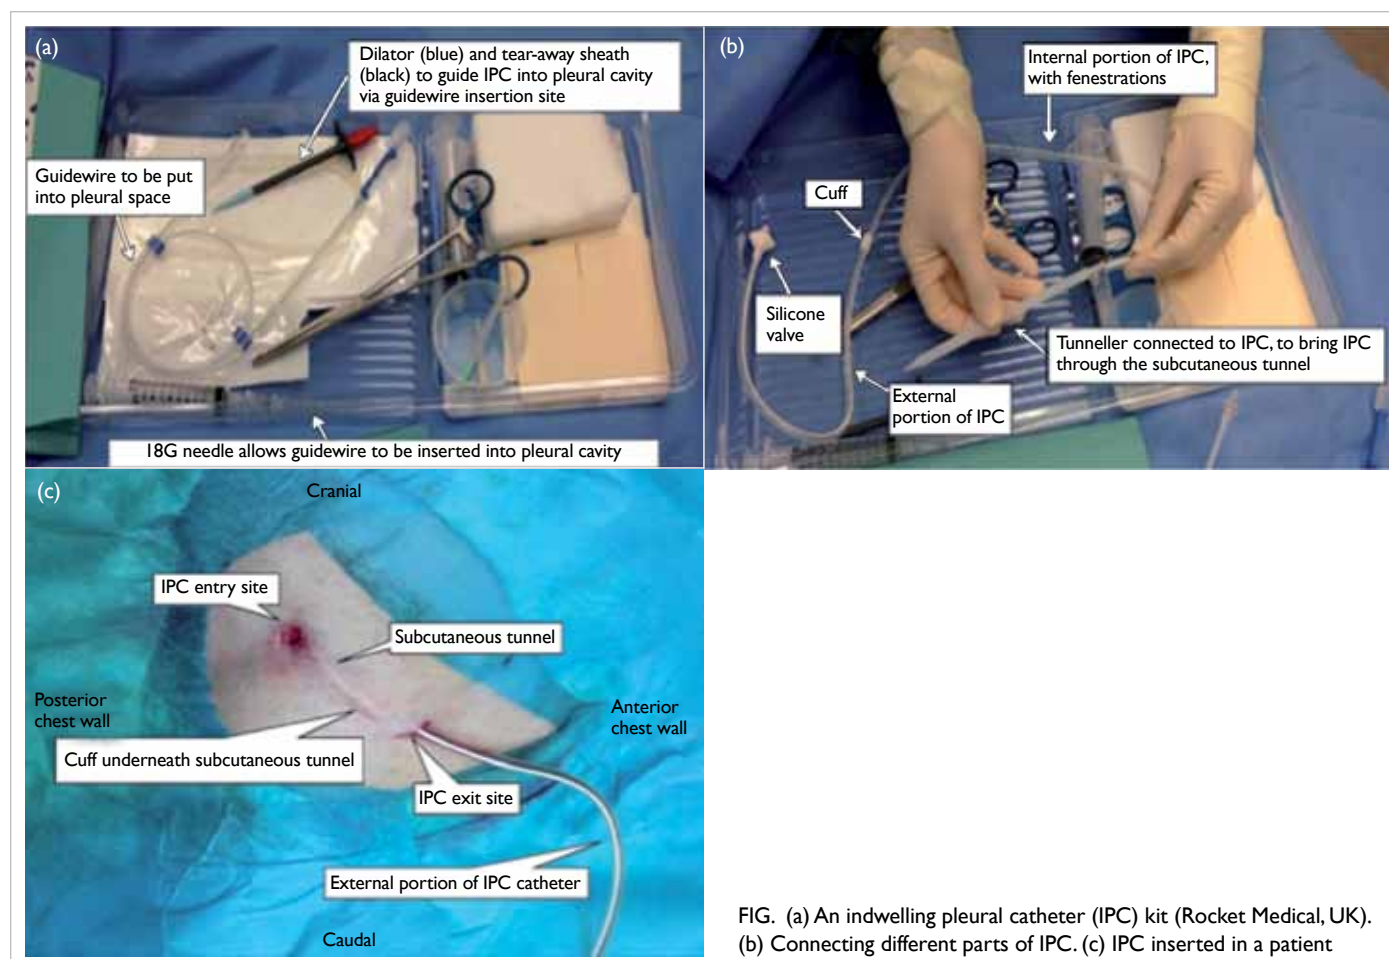 (a)
Dilator (blue) and tear-away sheath
(black) to guide IPC into pleural cavity
via guidewire insertion site
Guidewire to be put
into pleural space
18G needle allows guidewire to be inserted into pleural cavity
(b)
Internal portion of IPC,
with fenestrations
Cuff
Silicone
valve
Tunneller connected to IPC, to bring IPC
through the subcutaneous tunnel
External
portion of IPC
(c)
Cranial
IPC entry site
Subcutaneous tunnel
Posterior
chest wall
Anterior
chest wall
Cuff underneath subcutaneous tunnel
IPC exit site
External portion of IPC catheter
Caudal
FIG. (a) An indwelling pleural catheter (IPC) kit (Rocket Medical, UK).
(b) Connecting different parts of IPC. (c) IPC inserted in a patient